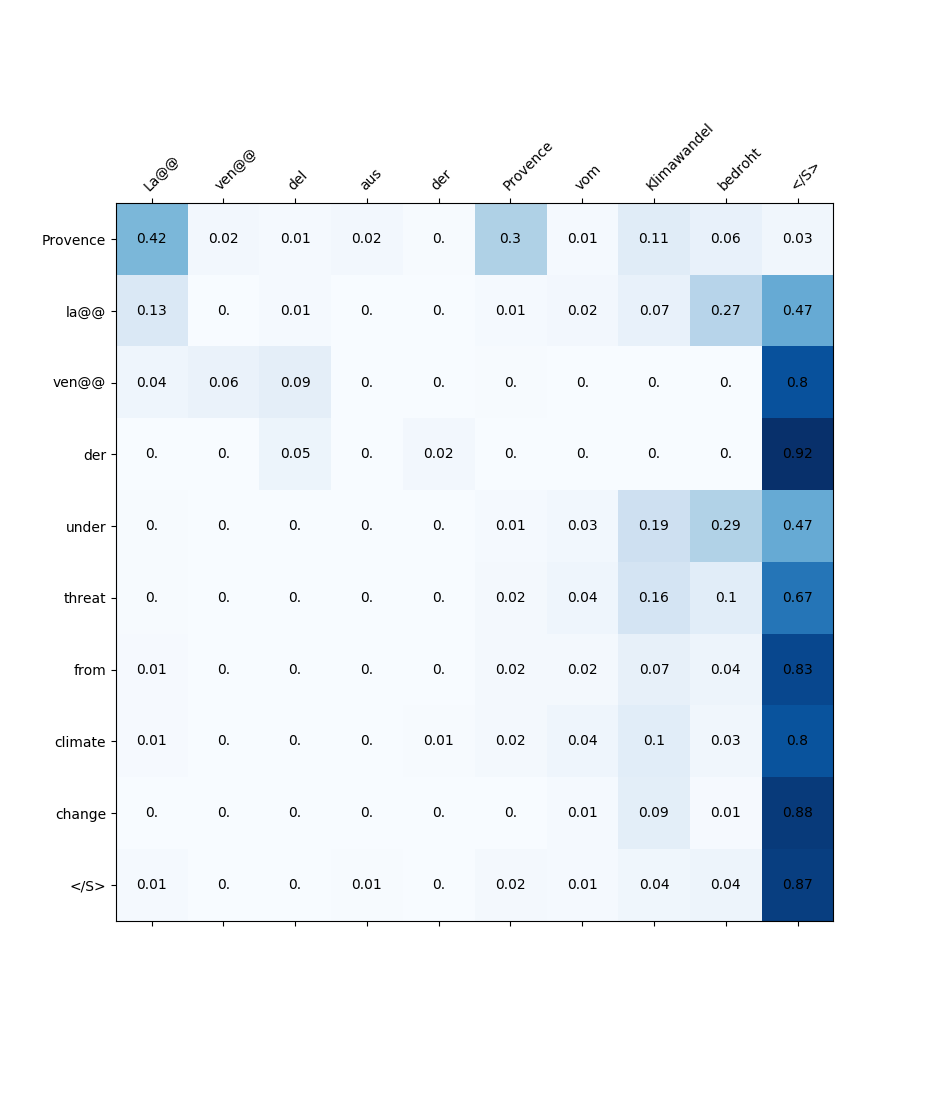 La@@ ven@@ del aus der Provence vom Klimawandel bedroht </S>
Provence 0.42 0.02 0.01 0.02 0. 0.3 0.01 0.11 0.06 0.03
la@@ 0.13 0. 0.01 0. 0. 0.01 0.02 0.07 0.27 0.47
ven@@ 0.04 0.06 0.09 0. 0. 0. 0. 0. 0. 0.8
der 0. 0. 0.05 0. 0.02 0. 0. 0. 0. 0.92
under 0. 0. 0. 0. 0. 0.01 0.03 0.19 0.29 0.47
threat 0. 0. 0. 0. 0. 0.02 0.04 0.16 0.1 0.67
from 0.01 0. 0. 0. 0. 0.02 0.02 0.07 0.04 0.83
climate 0.01 0. 0. 0. 0.01 0.02 0.04 0.1 0.03 0.8
change 0. 0. 0. 0. 0. 0. 0.01 0.09 0.01 0.88
</S> 0.01 0. 0. 0.01 0. 0.02 0.01 0.04 0.04 0.87